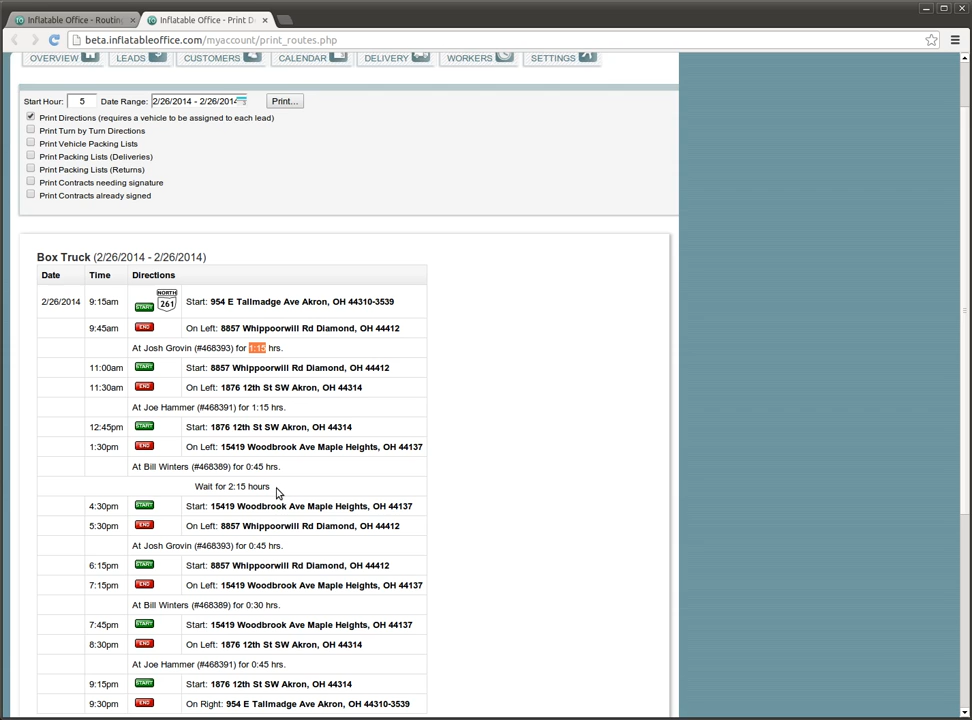 Inflatable Office - Routing
Inflatable Office - Print D
beta.inflatableoffice.com/myaccount/print_routes.php
OVERVIEW LEADS CUSTOMERS CALENDAR DELIVERY WORKERS SETTINGS
Start Hour: 5 Date Range: 2/26/2014 - 2/26/2014 Print...
Print Directions (requires a vehicle to be assigned to each lead)
Print Turn by Turn Directions
Print Vehicle Packing Lists
Print Packing Lists (Deliveries)
Print Packing Lists (Returns)
Print Contracts needing signature
Print Contracts already signed
Box Truck (2/26/2014 - 2/26/2014)
Date Time Directions
2/26/2014 9:15am START NORTH 261 Start: 954 E Tallmadge Ave Akron, OH 44310-3539
9:45am END On Left: 8857 Whippoorwill Rd Diamond, OH 44412
At Josh Grovin (#468393) for 1:15 hrs.
11:00am START Start: 8857 Whippoorwill Rd Diamond, OH 44412
11:30am END On Left: 1876 12th St SW Akron, OH 44314
At Joe Hammer (#468391) for 1:15 hrs.
12:45pm START Start: 1876 12th St SW Akron, OH 44314
1:30pm END On Left: 15419 Woodbrook Ave Maple Heights, OH 44137
At Bill Winters (#468389) for 0:45 hrs.
Wait for 2:15 hours
4:30pm START Start: 15419 Woodbrook Ave Maple Heights, OH 44137
5:30pm END On Left: 8857 Whippoorwill Rd Diamond, OH 44412
At Josh Grovin (#468393) for 0:45 hrs.
6:15pm START Start: 8857 Whippoorwill Rd Diamond, OH 44412
7:15pm END On Left: 15419 Woodbrook Ave Maple Heights, OH 44137
At Bill Winters (#468389) for 0:30 hrs.
7:45pm START Start: 15419 Woodbrook Ave Maple Heights, OH 44137
8:30pm END On Left: 1876 12th St SW Akron, OH 44314
At Joe Hammer (#468391) for 0:45 hrs.
9:15pm START Start: 1876 12th St SW Akron, OH 44314
9:30pm END On Right: 954 E Tallmadge Ave Akron, OH 44310-3539